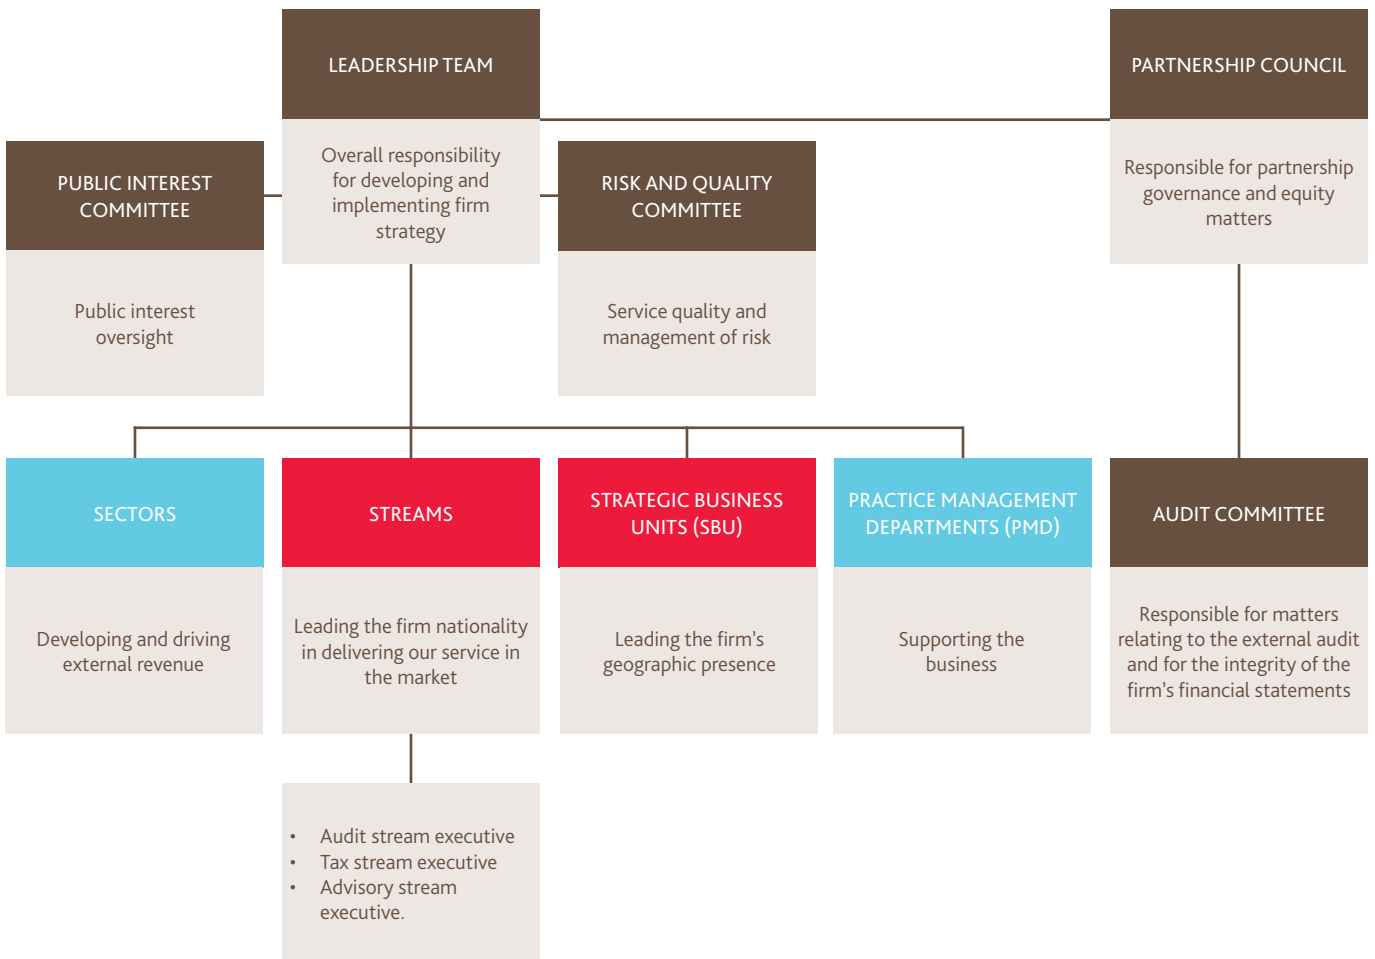 LEADERSHIP TEAM
Overall responsibility
for developing and
implementing firm
strategy
PARTNERSHIP COUNCIL
Responsible for partnership
governance and equity
matters
PUBLIC INTEREST
COMMITTEE
Public interest
oversight
RISK AND QUALITY
COMMITTEE
Service quality and
management of risk
SECTORS
Developing and driving
external revenue
STREAMS
Leading the firm nationality
in delivering our service in
the market
STRATEGIC BUSINESS
UNITS (SBU)
Leading the firm's
geographic presence
PRACTICE MANAGEMENT
DEPARTMENTS (PMD)
Supporting the
business
AUDIT COMMITTEE
Responsible for matters
relating to the external audit
and for the integrity of the
firm's financial statements
• Audit stream executive
• Tax stream executive
• Advisory stream
executive.